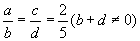 a/b = c/d = 2/5 (b + d ≠ 0)